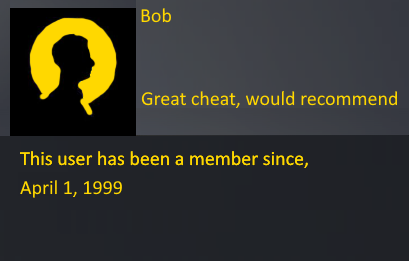 Bob
Great cheat, would recommend
This user has been a member since,
April 1, 1999